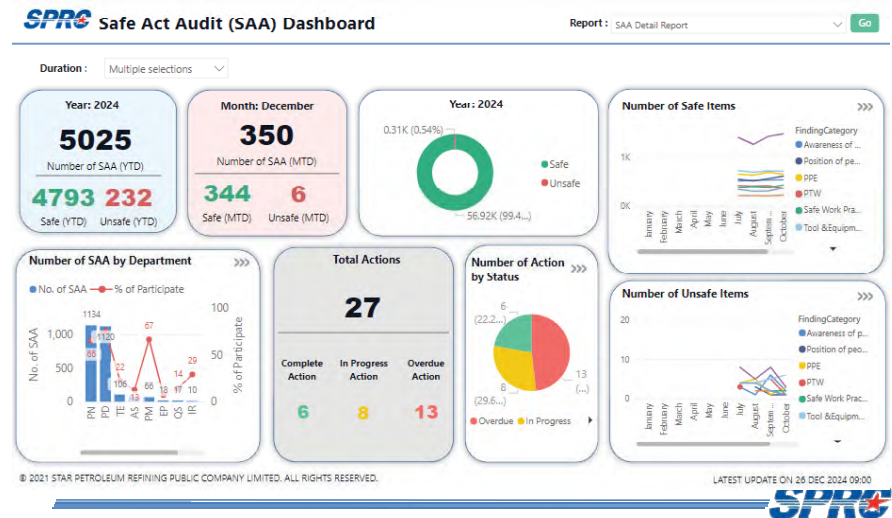 SPRC Safe Act Audit (SAA) Dashboard
Report : SAA Detail Report Go
Duration : Multiple selections
Year: 2024
5025
Number of SAA (YTD)
4793 232
Safe (YTD) Unsafe (YTD)
Month: December
350
Number of SAA (MTD)
344 6
Safe (MTD) Unsafe (MTD)
Year: 2024
0.31K (0.54%)
Safe
Unsafe
56.92K (99.4...)
Number of Safe Items
FindingCategory
Awareness of ...
Position of pe...
PPE
PTW
Safe Work Prac...
Tool &Equipm...
1K
0K
January
February
March
April
May
June
July
August
Septem...
October
Number of SAA by Department
No. of SAA % of Participate
No. of SAA
1,000
500
0
1134
1120
106
13
66
18
17
10
66
22
67
14
29
100
50
0
% of Participate
PN
PD
TE
AS
PM
EP
QS
IR
Total Actions
27
Complete Action
In Progress Action
Overdue Action
6 8 13
Number of Action
by Status
6
(22.2...)
8
(29.6...)
13
(...)
Overdue In Progress
Number of Unsafe Items
FindingCategory
Awareness of p...
Position of peo...
PPE
PTW
Safe Work Prac...
Tool &Equipm...
20
10
0
January
February
March
April
May
June
July
August
Septem...
October
© 2021 STAR PETROLEUM REFINING PUBLIC COMPANY LIMITED. ALL RIGHTS RESERVED.
LATEST UPDATE ON 26 DEC 2024 09:00
SPRC